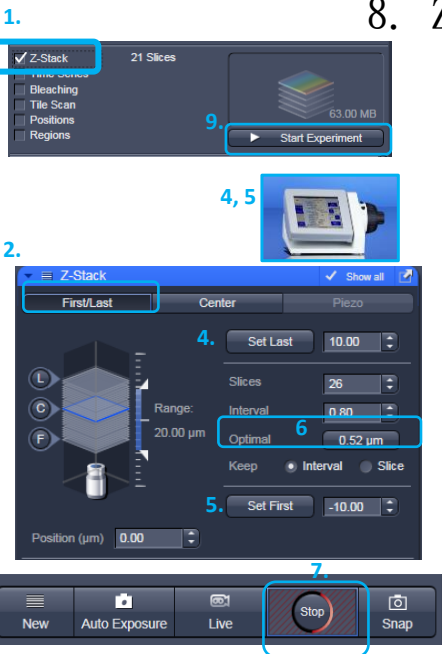 8. Z
1.
Z-Stack 21 Slices
Time Series
Bleaching
Tile Scan
Positions
Regions
63.00 MB
9.
Start Experiment
4, 5
2.
Z-Stack Show all
First/Last Center Piezo
4. Set Last 10.00
Slices 26
Interval 0.80
6
Optimal 0.52 µm
Keep Interval Slice
L
C
F
Range:
20.00 µm
5. Set First -10.00
Position (µm) 0.00
7.
New Auto Exposure Live Stop Snap